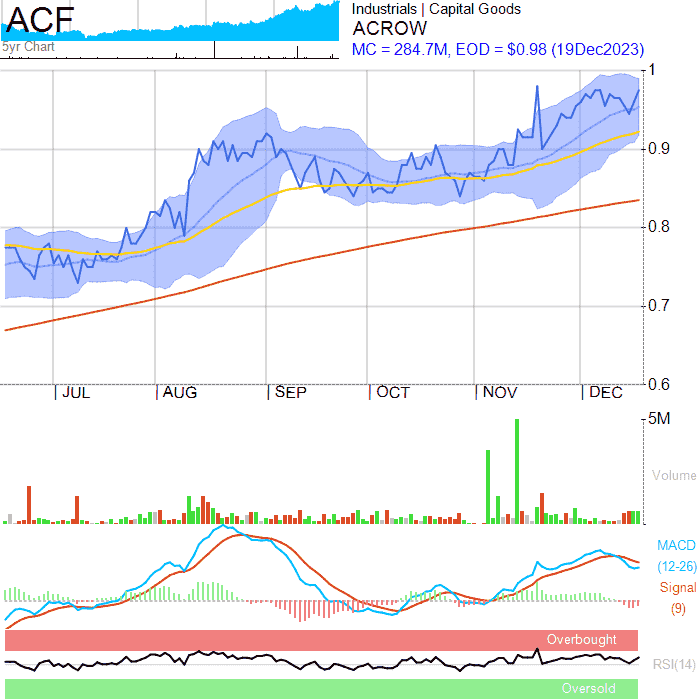 ACF
5yr Chart
Industrials | Capital Goods
ACROW
MC = 284.7M, EOD = $0.98 (19Dec2023)
1
0.9
0.8
0.7
0.6
JUL AUG SEP OCT NOV DEC
5M
Volume
MACD
(12-26)
Signal
(9)
Overbought
RSI(14)
Oversold